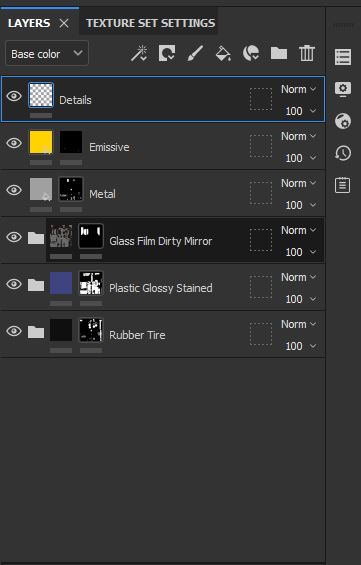 LAYERS
TEXTURE SET SETTINGS
Base color
Details
Norm
100
Emissive
Norm
100
Metal
Norm
100
Glass Film Dirty Mirror
Norm
100
Plastic Glossy Stained
Norm
100
Rubber Tire
Norm
100